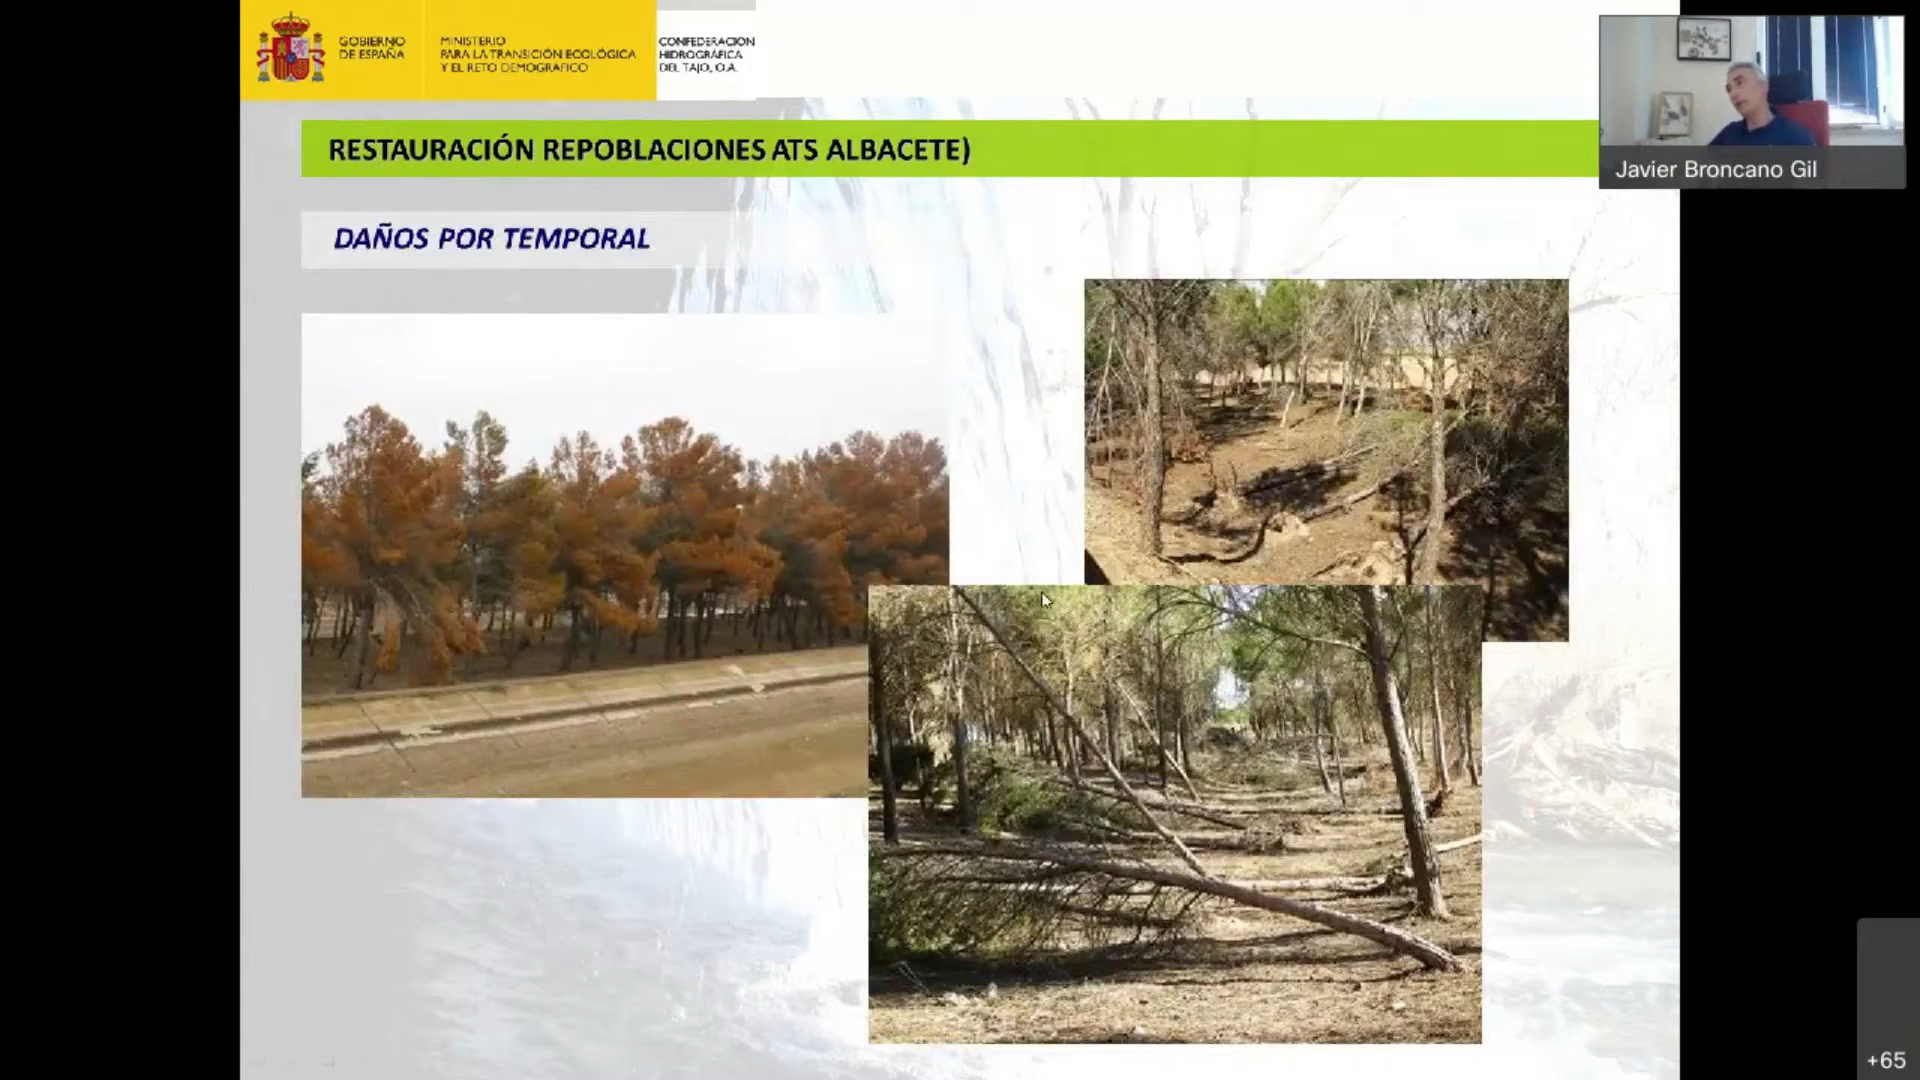 GOBIERNO
DE ESPAÑA
MINISTERIO
PARA LA TRANSICIÓN ECOLÓGICA
Y EL RETO DEMOGRÁFICO
CONFEDERACIÓN
HIDROGRÁFICA
DEL TAJO, O.A.
RESTAURACIÓN REPOBLACIONES ATS ALBACETE)
Javier Broncano Gil
DAÑOS POR TEMPORAL
+65